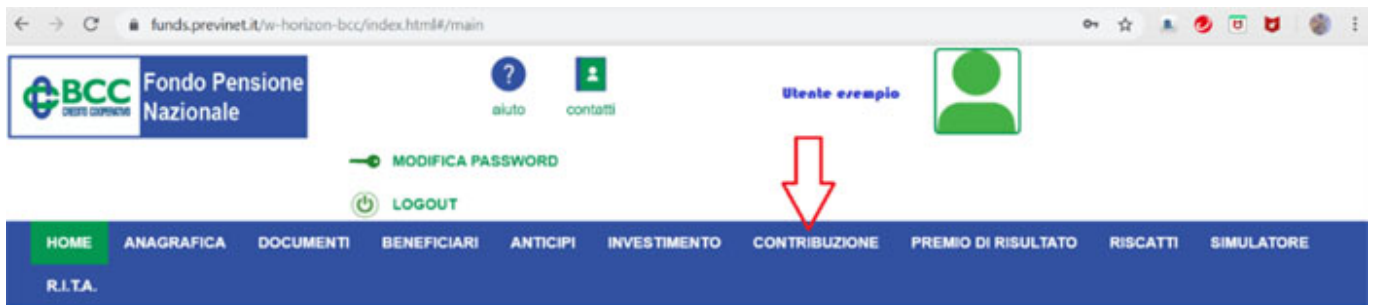 funds.previnet.it/w-horizon-bcc/index.html#/main
BCC
CREDITO COOPERATIVO
Fondo Pensione
Nazionale
?
aiuto
contatti
Utente esempio
MODIFICA PASSWORD
LOGOUT
HOME ANAGRAFICA DOCUMENTI BENEFICIARI ANTICIPI INVESTIMENTO CONTRIBUZIONE PREMIO DI RISULTATO RISCATTI SIMULATORE
R.I.T.A.